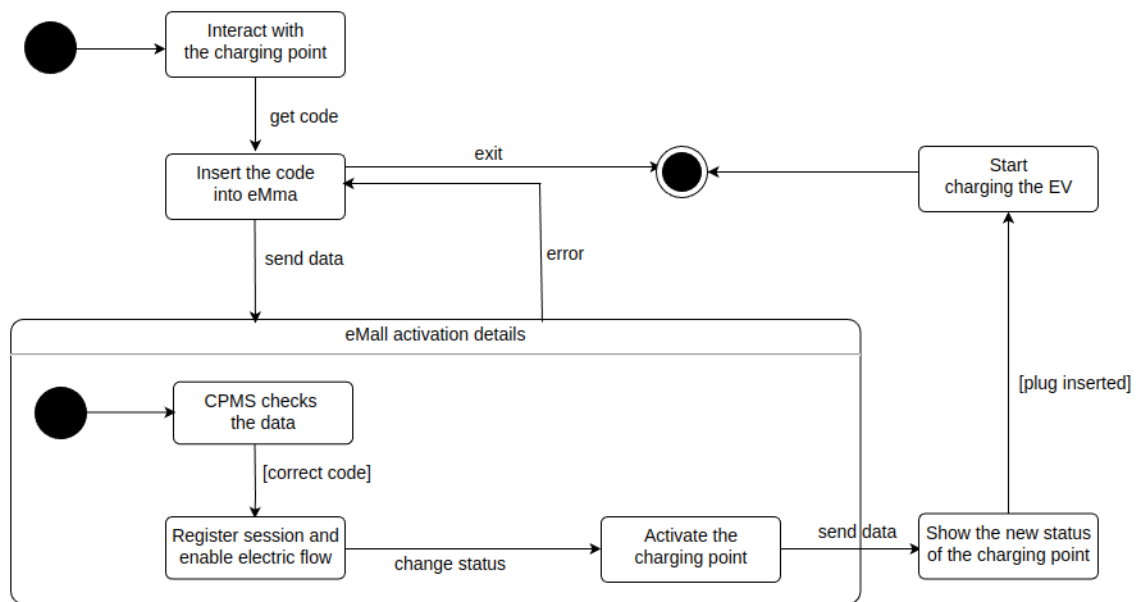 Interact with
the charging point
get code
Insert the code
into eMma
exit
Start
charging the EV
send data
error
eMall activation details
CPMS checks
the data
[plug inserted]
[correct code]
Register session and
enable electric flow
change status
Activate the
charging point
send data
Show the new status
of the charging point